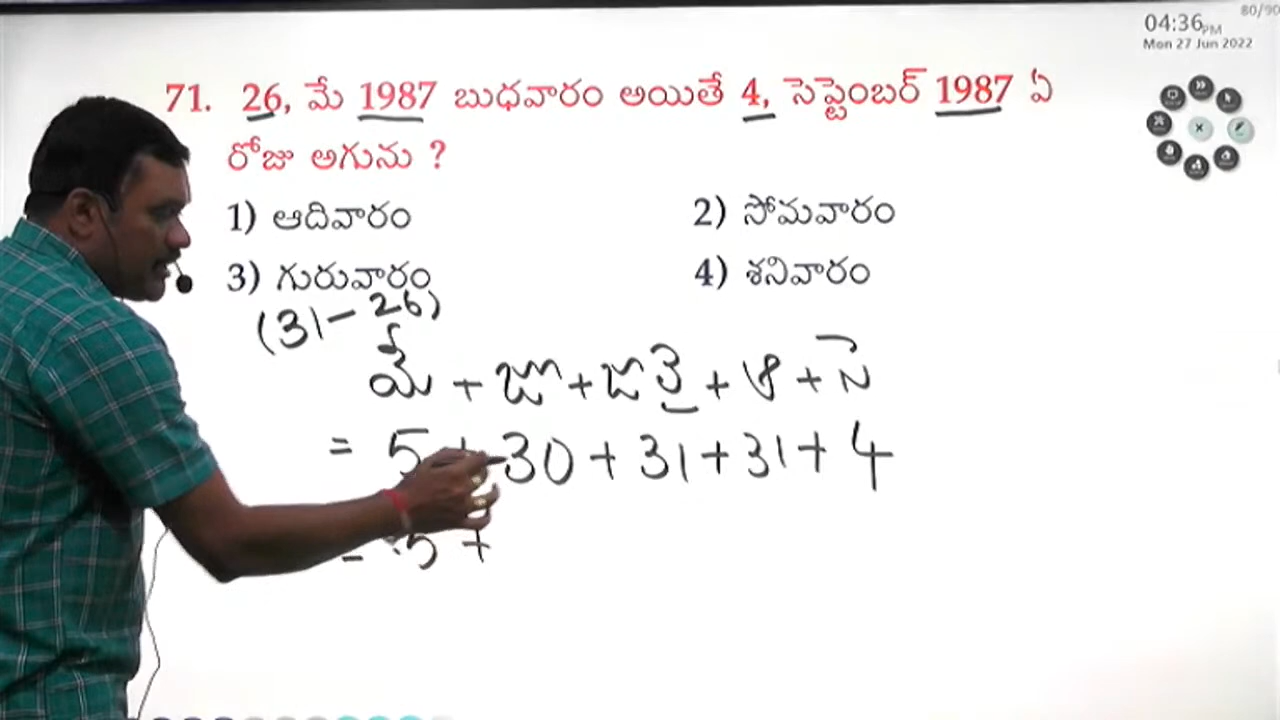 80/90
04:36PM
Mon 27 Jun 2022
71. 26, మే 1987 బుధవారం అయితే 4, సెప్టెంబర్ 1987 ఏ
రోజు అగును ?
1) ఆదివారం 2) సోమవారం
3) గురువారం 4) శనివారం
(31-26)
మే + జూ + జులై + ఆ + సె
= 5 + 30 + 31 + 31 + 4
= 5 +